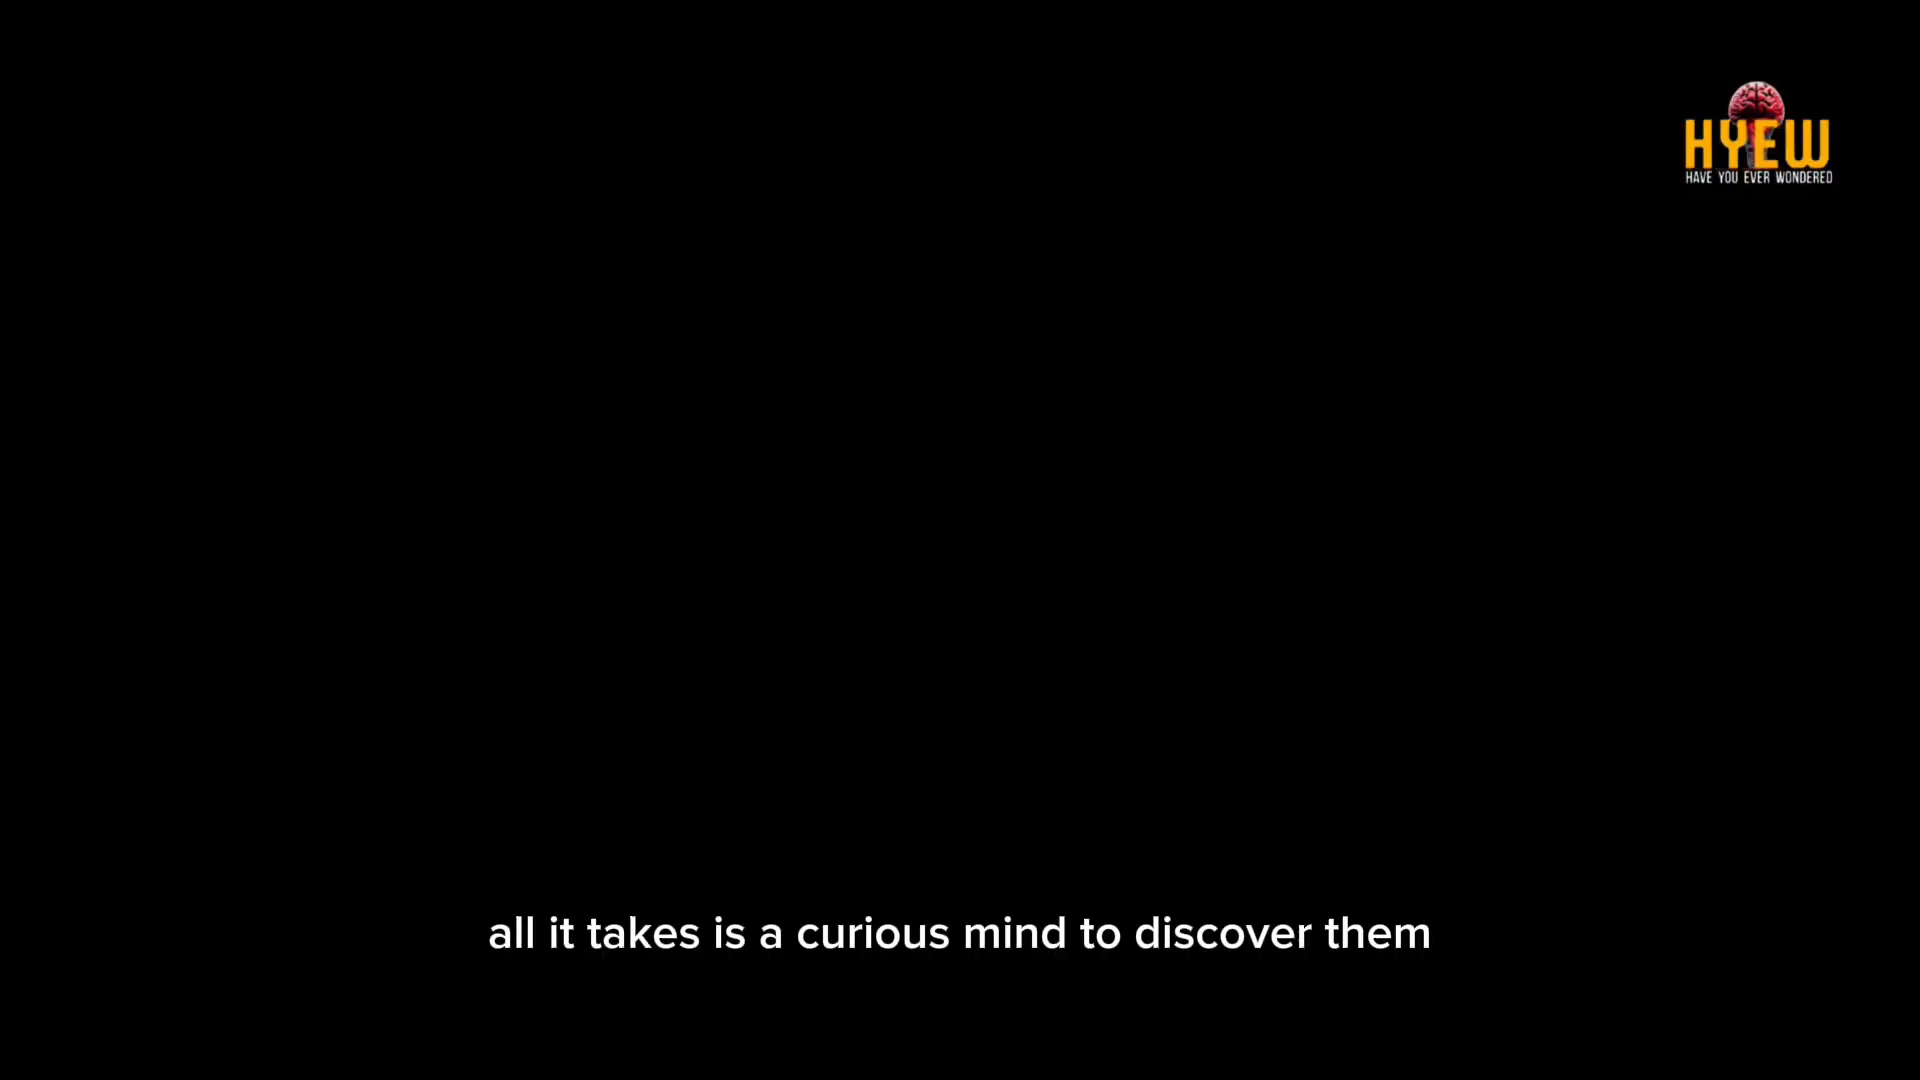 HYEW
HAVE YOU EVER WONDERED
all it takes is a curious mind to discover them